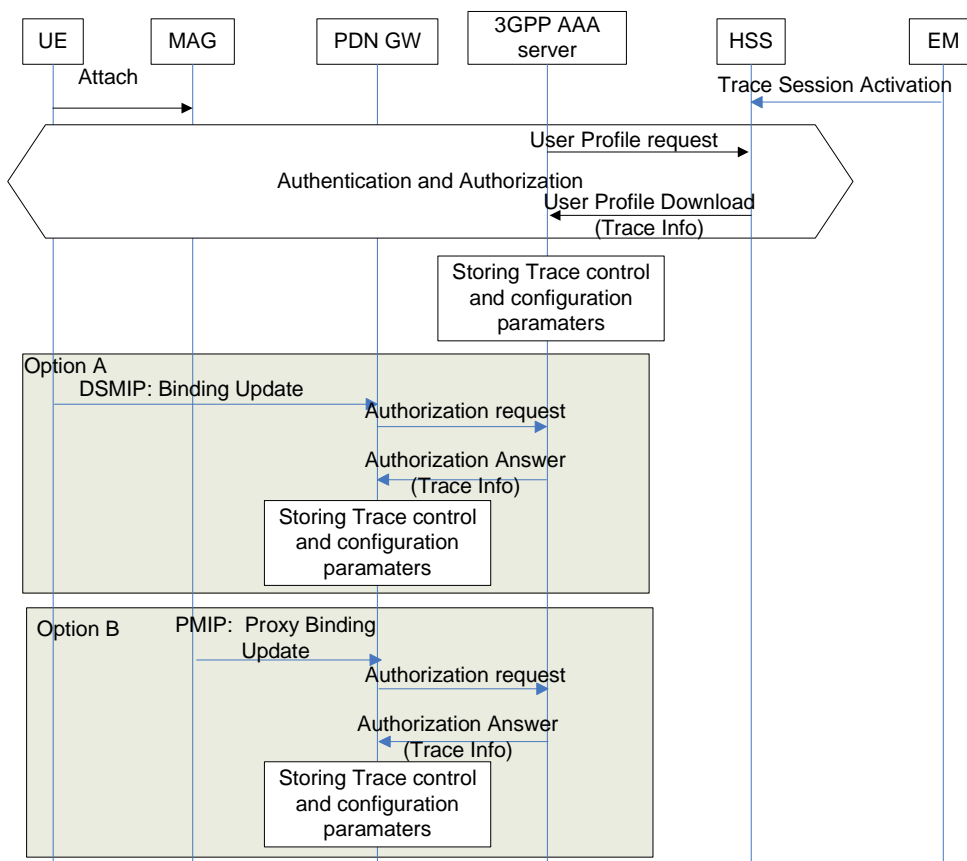 UE
MAG
PDN GW
3GPP AAA
server
HSS
EM
Attach
Trace Session Activation
User Profile request
Authentication and Authorization
User Profile Download
(Trace Info)
Storing Trace control
and configuration
paramaters
Option A
DSMIP: Binding Update
Authorization request
Authorization Answer
(Trace Info)
Storing Trace control
and configuration
paramaters
Option B
PMIP:  Proxy Binding
Update
Authorization request
Authorization Answer
(Trace Info)
Storing Trace control
and configuration
paramaters